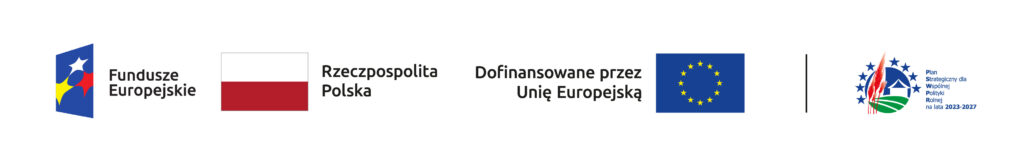 Fundusze
Europejskie
Rzeczpospolita
Polska
Dofinansowane przez
Unię Europejską
Plan
Strategiczny dla
Wspólnej
Polityki
Rolnej
na lata 2023-2027